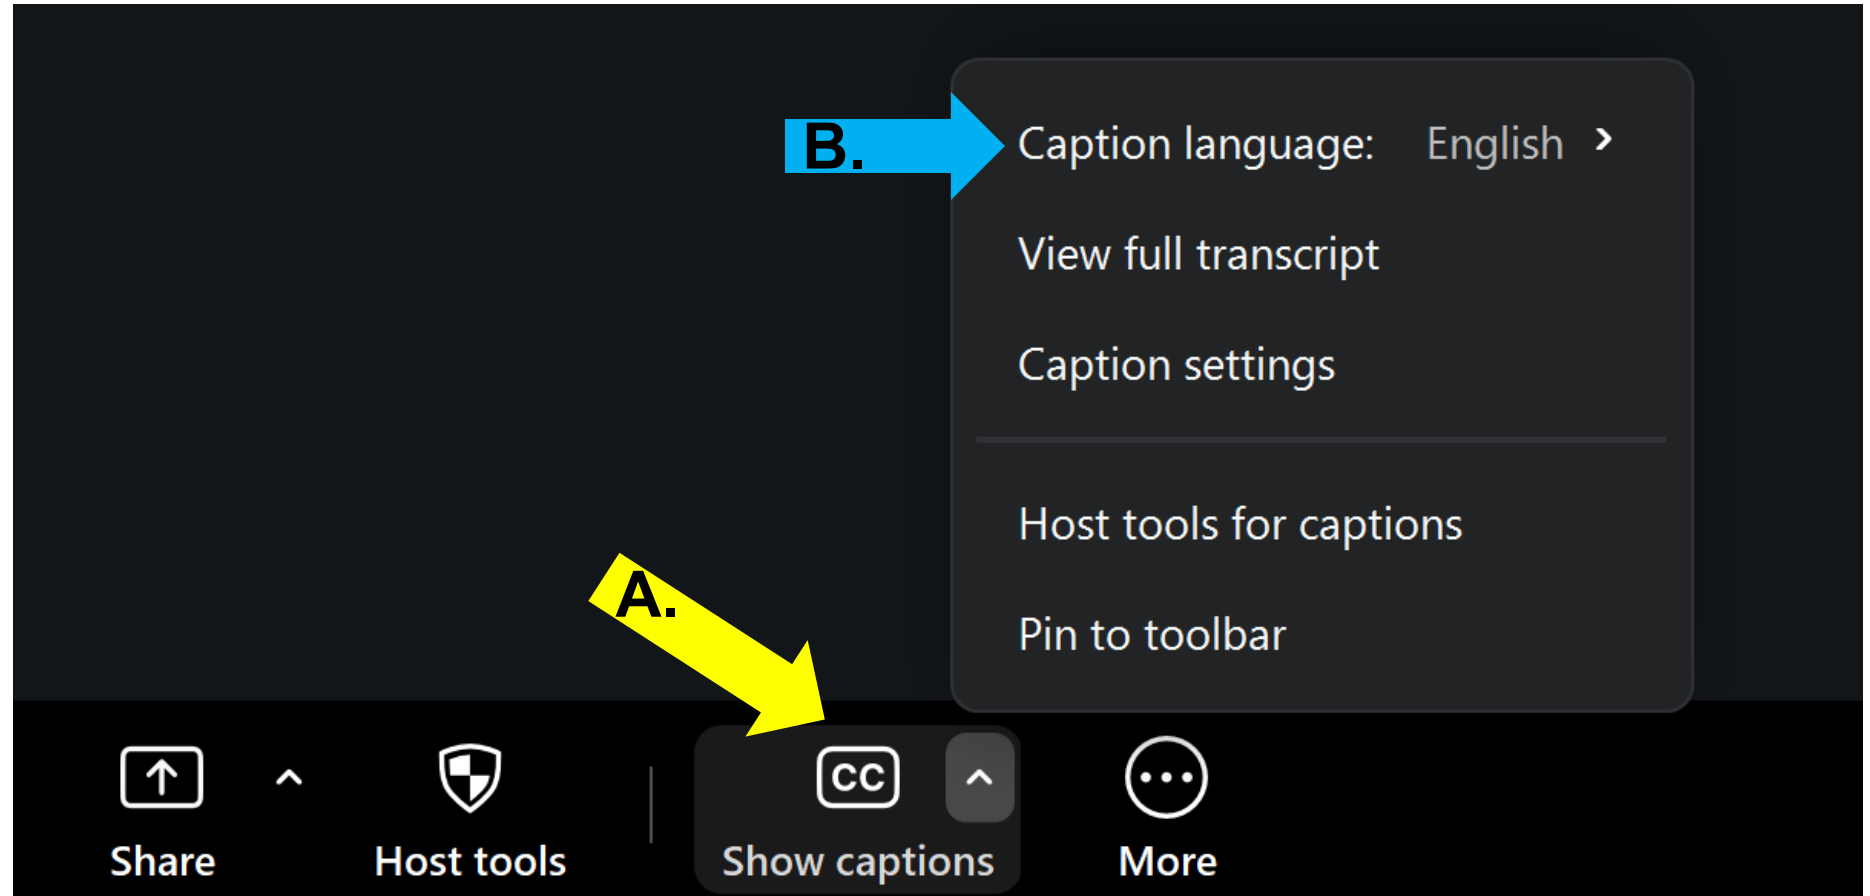 B.
Caption language: English
View full transcript
Caption settings
Host tools for captions
A.
Pin to toolbar
CC
Share
Host tools
Show captions
More